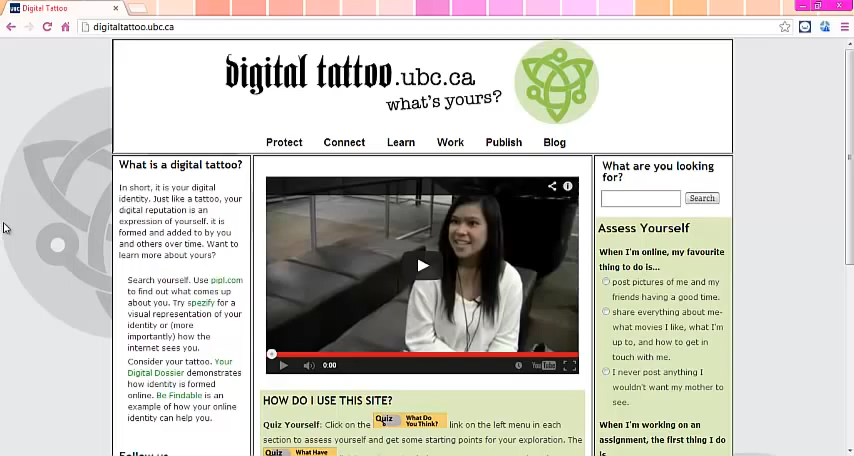 Digital Tattoo
digitaltattoo.ubc.ca
digital tattoo.ubc.ca
what's yours?
Protect Connect Learn Work Publish Blog
What is a digital tattoo?
In short, it is your digital
identity. Just like a tattoo, your
digital reputation is an
expression of yourself. it is
formed and added to by you
and others over time. Want to
learn more about yours?
Search yourself. Use pipl.com
to find out what comes up
about you. Try spezify for a
visual representation of your
identity or (more
importantly) how the
internet sees you.
Consider your tattoo. Your
Digital Dossier demonstrates
how identity is formed
online. Be Findable is an
example of how your online
identity can help you.
Follow us
0:00
YouTube
HOW DO I USE THIS SITE?
Quiz Yourself: Click on the Quiz What Do You Think? link on the left menu in each
section to assess yourself and get some starting points for your exploration. The
Quiz What Have
What are you looking
for?
Search
Assess Yourself
When I'm online, my favourite
thing to do is...
post pictures of me and my
friends having a good time.
share everything about me-
what movies I like, what I'm
up to, and how to get in
touch with me.
I never post anything I
wouldn't want my mother to
see.
When I'm working on an
assignment, the first thing I do
is